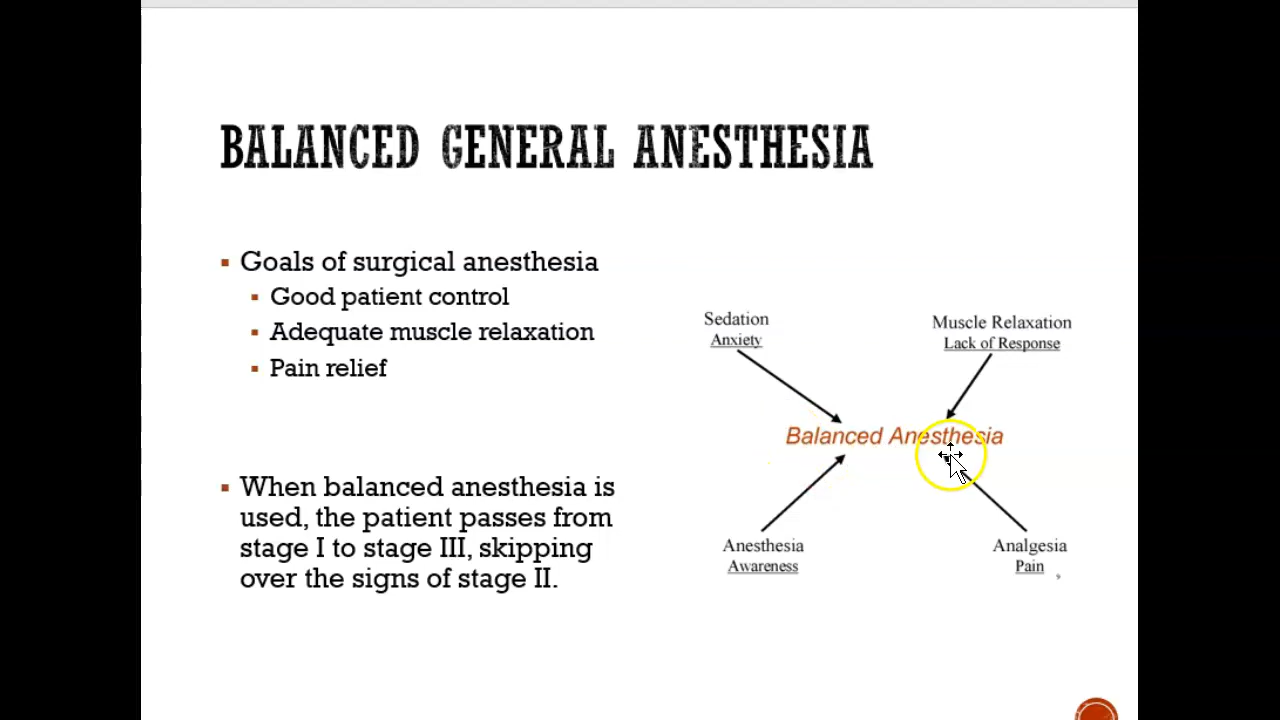 BALANCED GENERAL ANESTHESIA
Goals of surgical anesthesia
Good patient control
Adequate muscle relaxation
Pain relief
When balanced anesthesia is
used, the patient passes from
stage I to stage III, skipping
over the signs of stage II.
Sedation
Anxiety
Muscle Relaxation
Lack of Response
Balanced Anesthesia
Anesthesia
Awareness
Analgesia
Pain